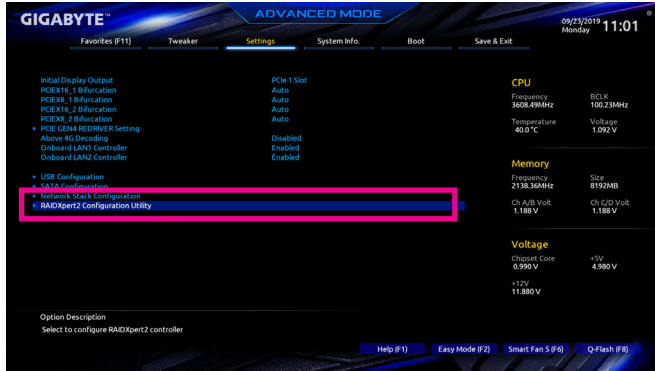 GIGABYTE™
ADVANCED MODE
09/23/2019 Monday 11:01
Favorites (F11) Tweaker Settings System Info. Boot Save & Exit
Initial Display Output PCIe 1 Slot
PCIEX16_1 Bifurcation Auto
PCIEX8_1 Bifurcation Auto
PCIEX16_2 Bifurcation Auto
PCIEX8_2 Bifurcation Auto
PCIE GEN4 REDRIVER Setting
Above 4G Decoding Disabled
Onboard LAN1 Controller Enabled
Onboard LAN2 Controller Enabled
USB Configuration
SATA Configuration
Network Stack Configuration
RAIDXpert2 Configuration Utility
CPU
Frequency BCLK
3608.49MHz 100.23MHz
Temperature Voltage
40.0 °C 1.092 V
Memory
Frequency Size
2138.36MHz 8192MB
Ch A/B Volt Ch C/D Volt
1.188 V 1.188 V
Voltage
Chipset Core +5V
0.990 V 4.980 V
+12V
11.880 V
Option Description
Select to configure RAIDXpert2 controller
Help (F1) Easy Mode (F2) Smart Fan 5 (F6) Q-Flash (F8)